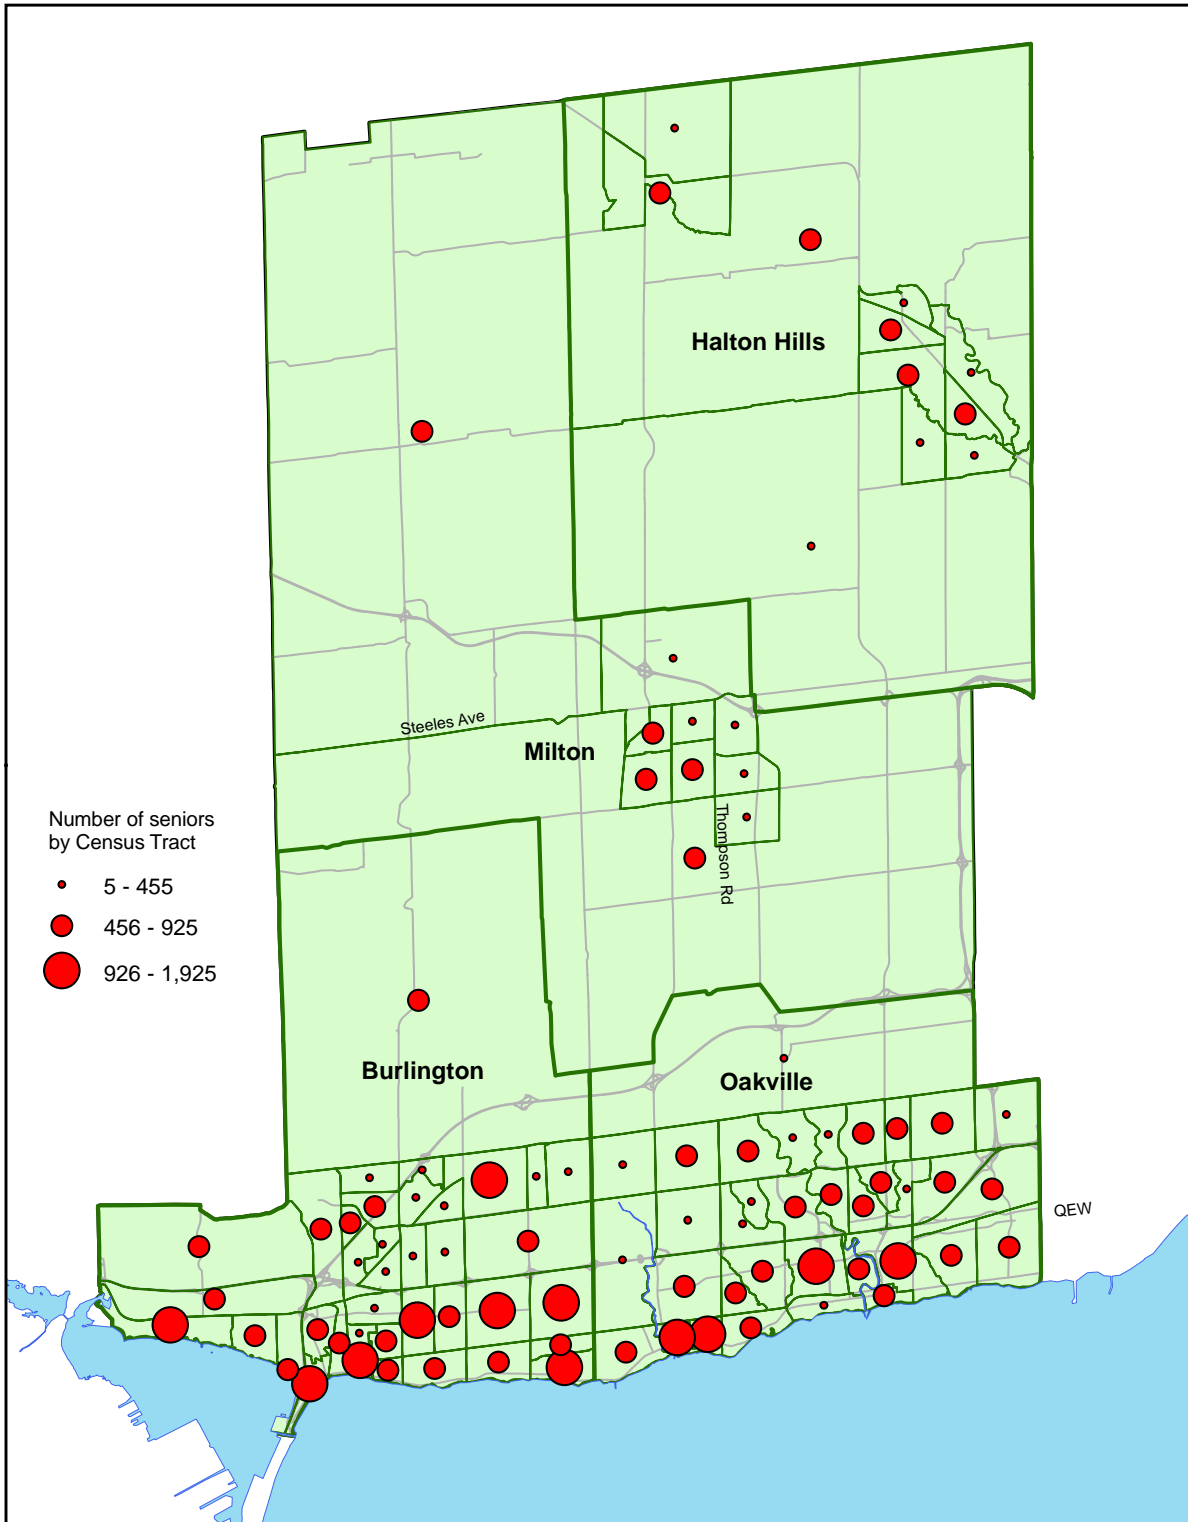 Halton Hills
Steeles Ave
Milton
Number of seniors
by Census Tract
5 - 455
456 - 925
926 - 1,925
Thompson Rd
Burlington
Oakville
QEW